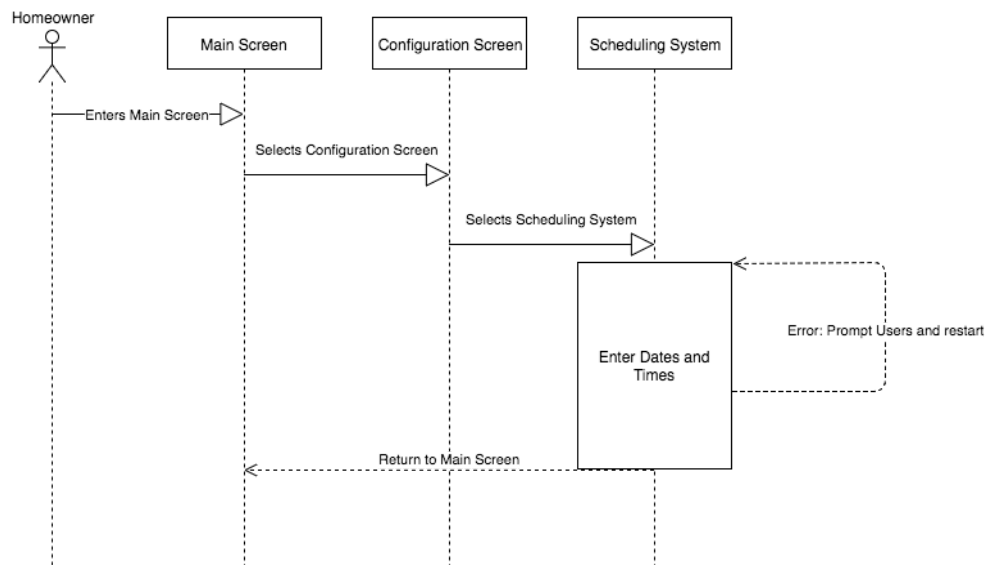 Homeowner
Main Screen
Configuration Screen
Scheduling System
Enters Main Screen
Selects Configuration Screen
Selects Scheduling System
Error: Prompt Users and restart
Enter Dates and
Times
Return to Main Screen